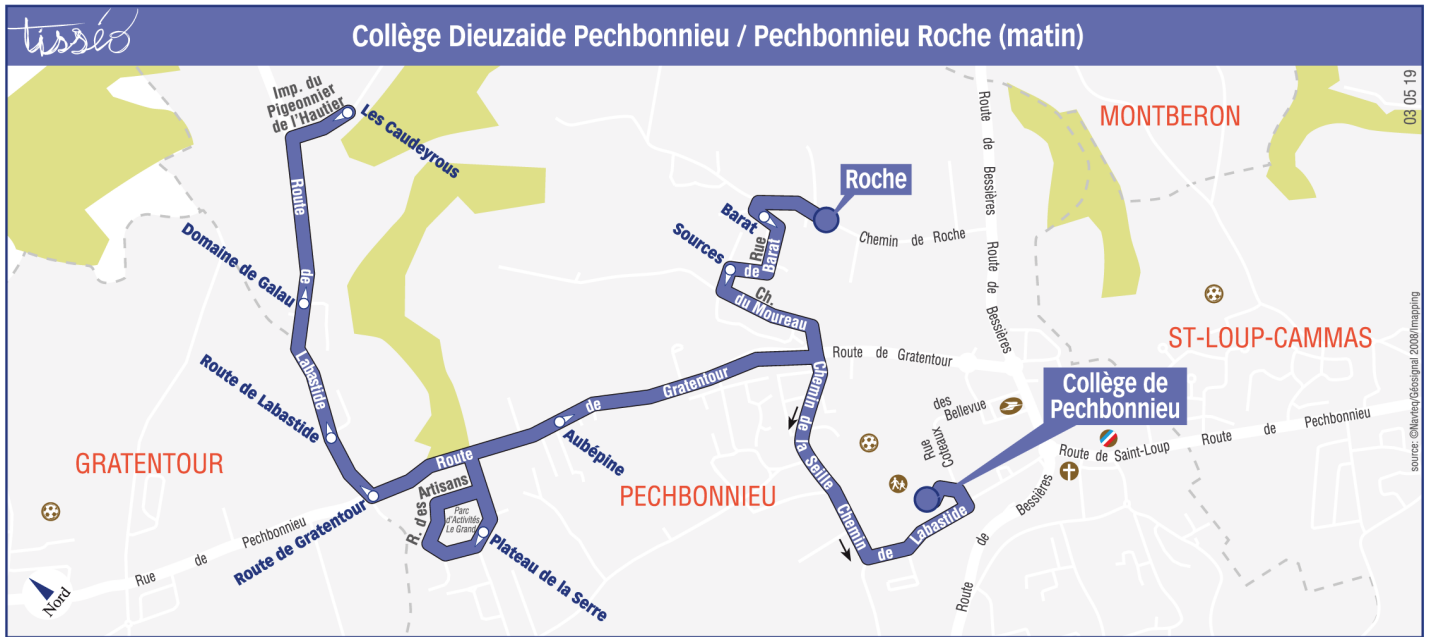 tisséo
Collège Dieuzaide Pechbonnieu / Pechbonnieu Roche (matin)
03 05 19
Imp. du
Pigeonnier
de l'Hautier
Les Caudeyrous
Route
de
Labastide
Domaine de Galau
Route de Labastide
Route de Gratentour
GRATENTOUR
Rue de Pechbonnieu
Nord
Route
de
Gratentour
R. des Artisans
Parc
d'Activités
Le Grand
Plateau de la Serre
Aubépine
PECHBONNIEU
Roche
Barat
Sources
Rue
de
Barat
Ch.
du Moureau
Chemin de Roche
Route de Gratentour
Chemin de la Seille
Chemin
de
Labastide
Route de Bessières
Route de Bessières
MONTBERON
ST-LOUP-CAMMAS
Collège de
Pechbonnieu
Rue
des
Coteaux
Bellevue
Route de Saint-Loup
Route de Pechbonnieu
Route de Bessières
source: ©Navteq/Géosignal 2008/Imapping